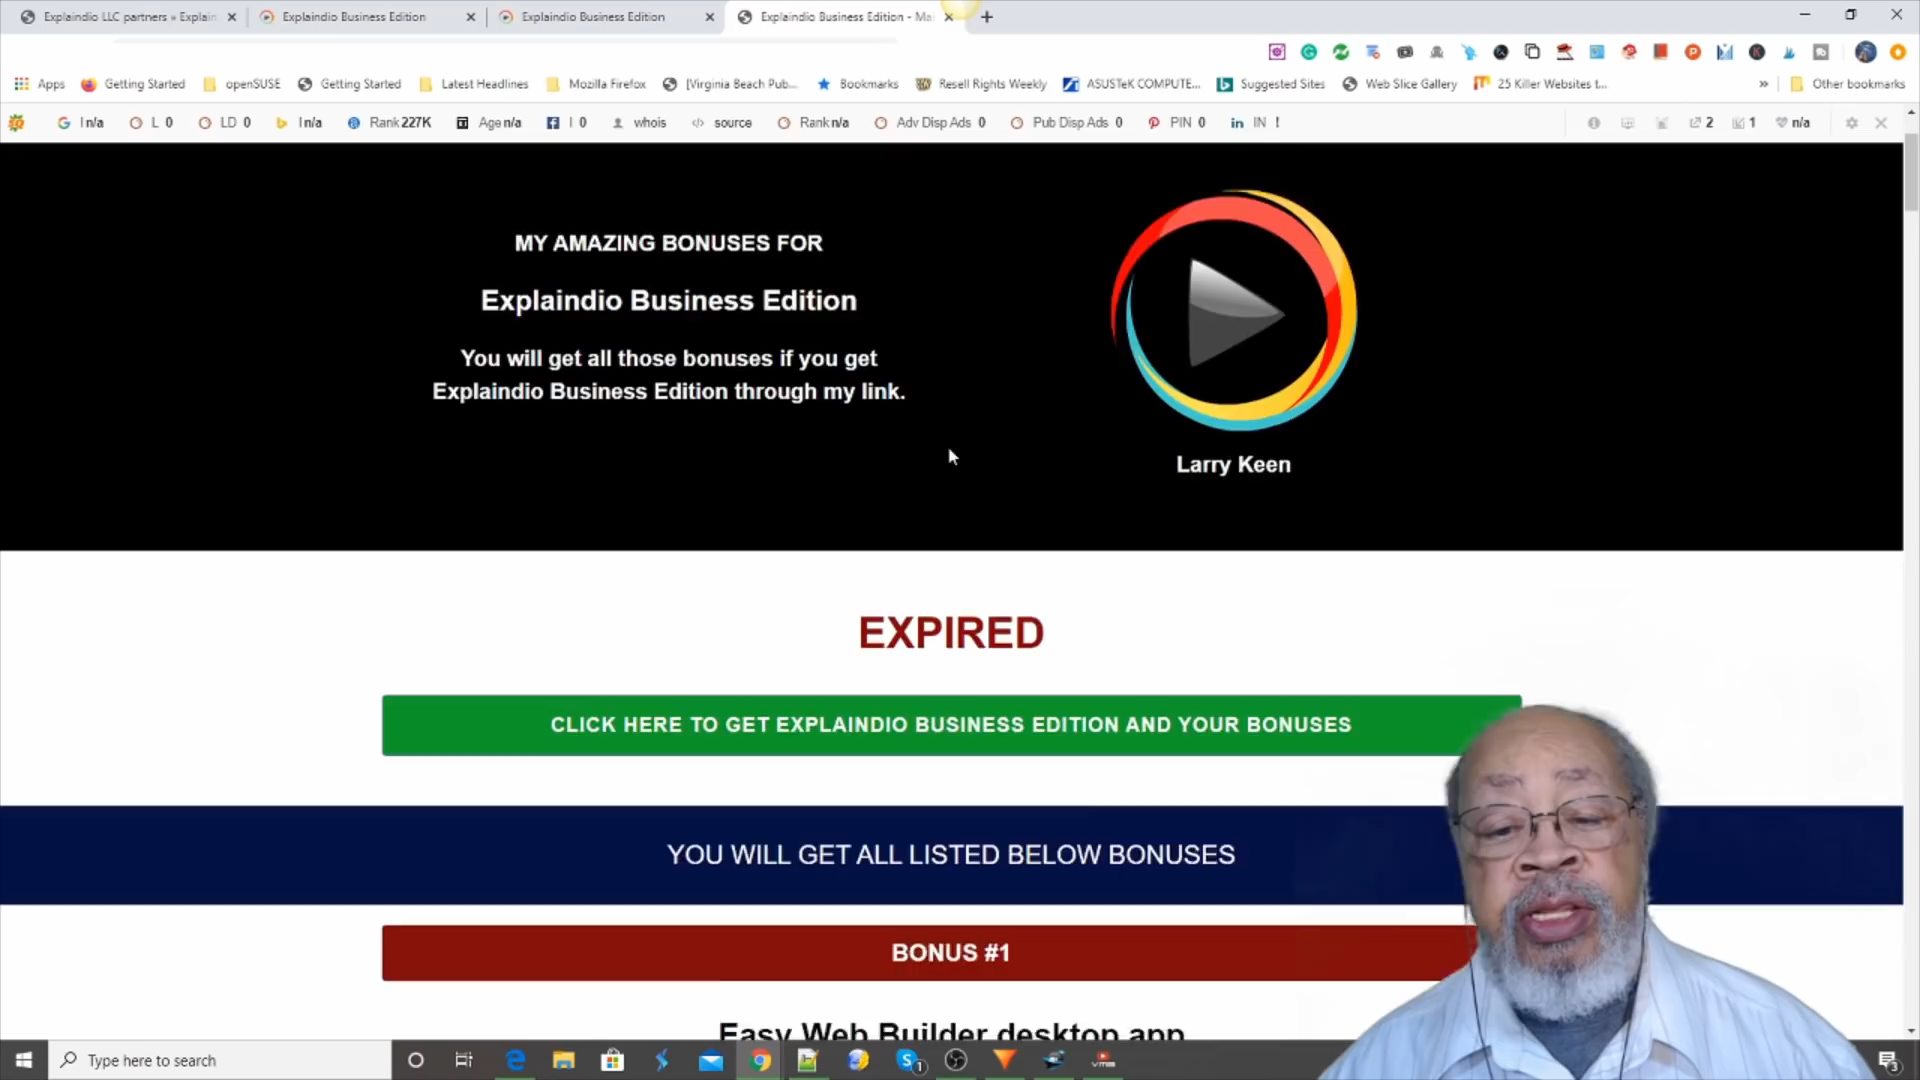 Explaindio LLC partners » Explain
Explaindio Business Edition
Explaindio Business Edition
Explaindio Business Edition - Mai
Apps
Getting Started
openSUSE
Getting Started
Latest Headlines
Mozilla Firefox
[Virginia Beach Pub...
Bookmarks
Resell Rights Weekly
ASUSTeK COMPUTE...
Suggested Sites
Web Slice Gallery
25 Killer Websites t...
»
Other bookmarks
I n/a
L 0
LD 0
I n/a
Rank 227K
Age n/a
I 0
whois
source
Rank n/a
Adv Disp Ads 0
Pub Disp Ads 0
PIN 0
IN !
2
1
n/a
MY AMAZING BONUSES FOR
Explaindio Business Edition
You will get all those bonuses if you get
Explaindio Business Edition through my link.
Larry Keen
EXPIRED
CLICK HERE TO GET EXPLAINDIO BUSINESS EDITION AND YOUR BONUSES
YOU WILL GET ALL LISTED BELOW BONUSES
BONUS #1
Easy Web Builder desktop app
Type here to search